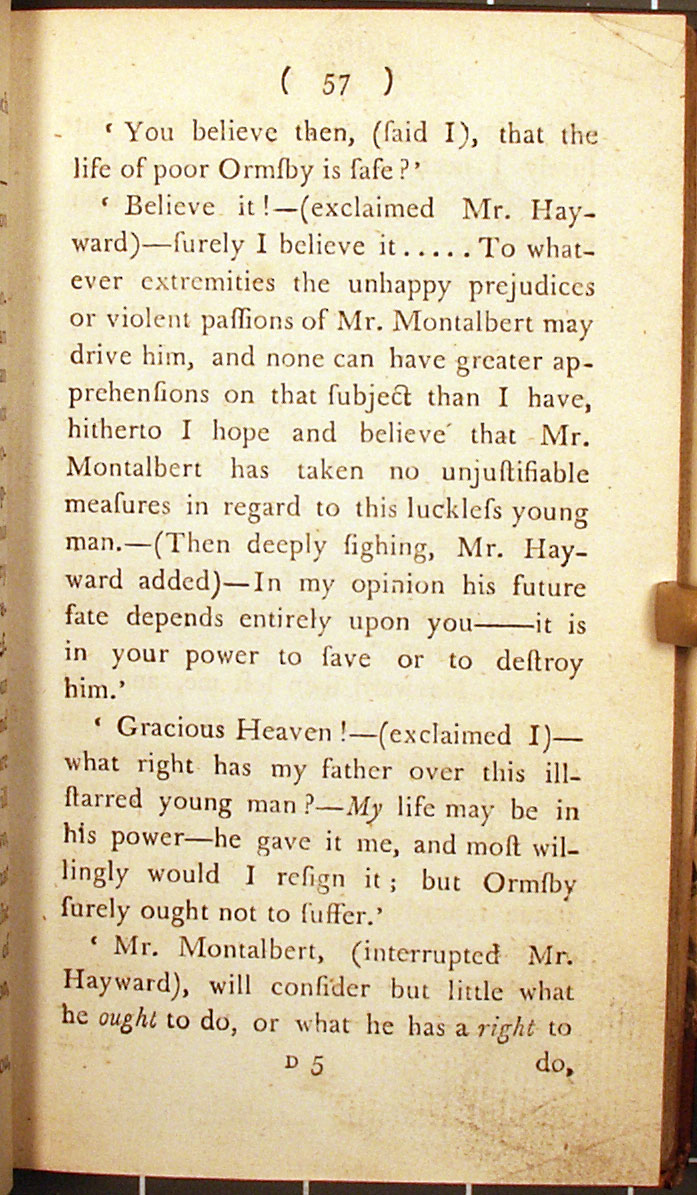 ( 57 )
‘ You believe then, (ſaid I), that the
life of poor Ormſby is ſafe ?’
‘ Believe it !—(exclaimed Mr. Hay-
ward)—ſurely I believe it . . . . . To what-
ever extremities the unhappy prejudices
or violent paſſions of Mr. Montalbert may
drive him, and none can have greater ap-
prehenſions on that ſubject than I have,
hitherto I hope and believe that Mr.
Montalbert has taken no unjuſtifiable
meaſures in regard to this luckleſs young
man.—(Then deeply ſighing, Mr. Hay-
ward added)—In my opinion his future
fate depends entirely upon you——it is
in your power to ſave or to deſtroy
him.’
‘ Gracious Heaven !—(exclaimed I)—
what right has my father over this ill-
ſtarred young man ?—My life may be in
his power—he gave it me, and moſt wil-
lingly would I reſign it ; but Ormſby
ſurely ought not to ſuffer.’
‘ Mr. Montalbert, (interrupted Mr.
Hayward), will conſider but little what
he ought to do, or what he has a right to
D 5 do,